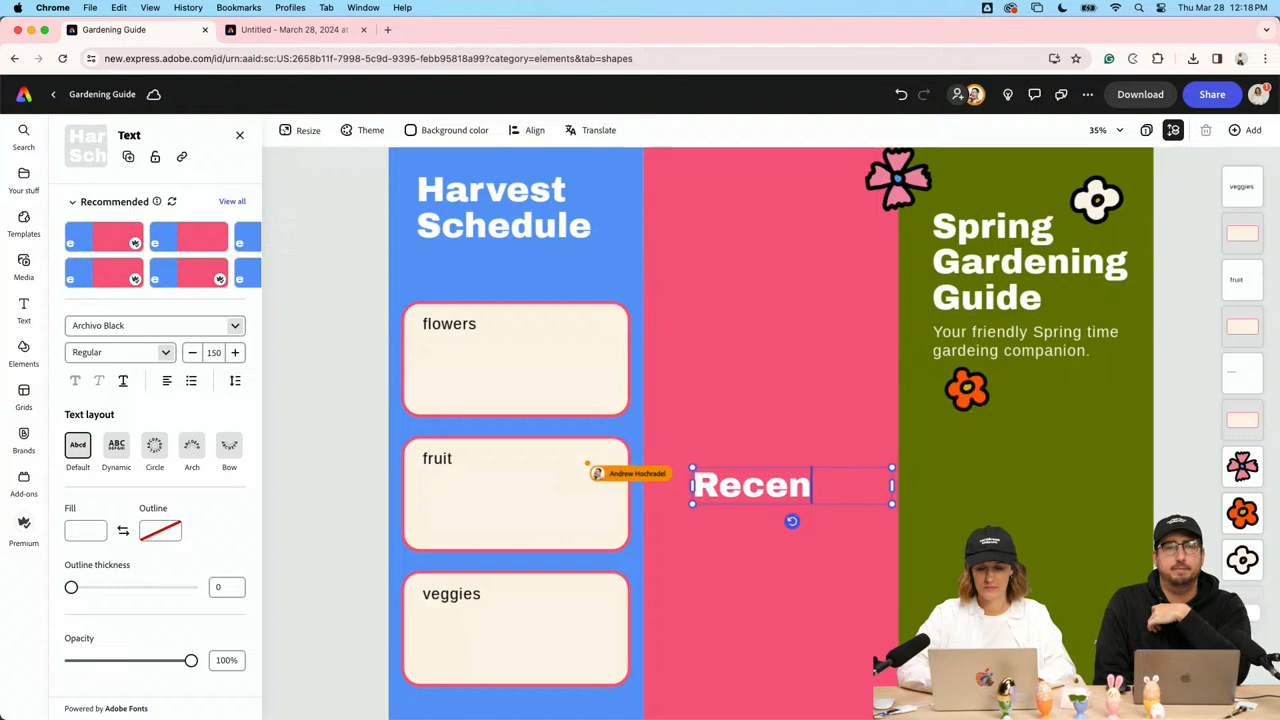 Chrome File Edit View History Bookmarks Profiles Tab Window Help
Thu Mar 28 12:18 PM
Gardening Guide
Untitled - March 28, 2024 at
new.express.adobe.com/id/urn:aaid:sc:US:2658b11f-7998-5c9d-9395-febb95818a99?category=elements&tab=shapes
Gardening Guide
Download
Share
Search
Your stuff
Templates
Media
Text
Elements
Grids
Brands
Add-ons
Premium
Har
Sch
Text
Recommended
View all
Archivo Black
Regular
150
Text layout
Abcd
ABC
Default
Dynamic
Circle
Arch
Bow
Fill
Outline
Outline thickness
0
Opacity
100%
Powered by Adobe Fonts
Resize
Theme
Background color
Align
Translate
35%
Add
Harvest
Schedule
flowers
fruit
veggies
Andrew Hochradel
Recen
Spring
Gardening
Guide
Your friendly Spring time
gardeing companion.
veggies
fruit